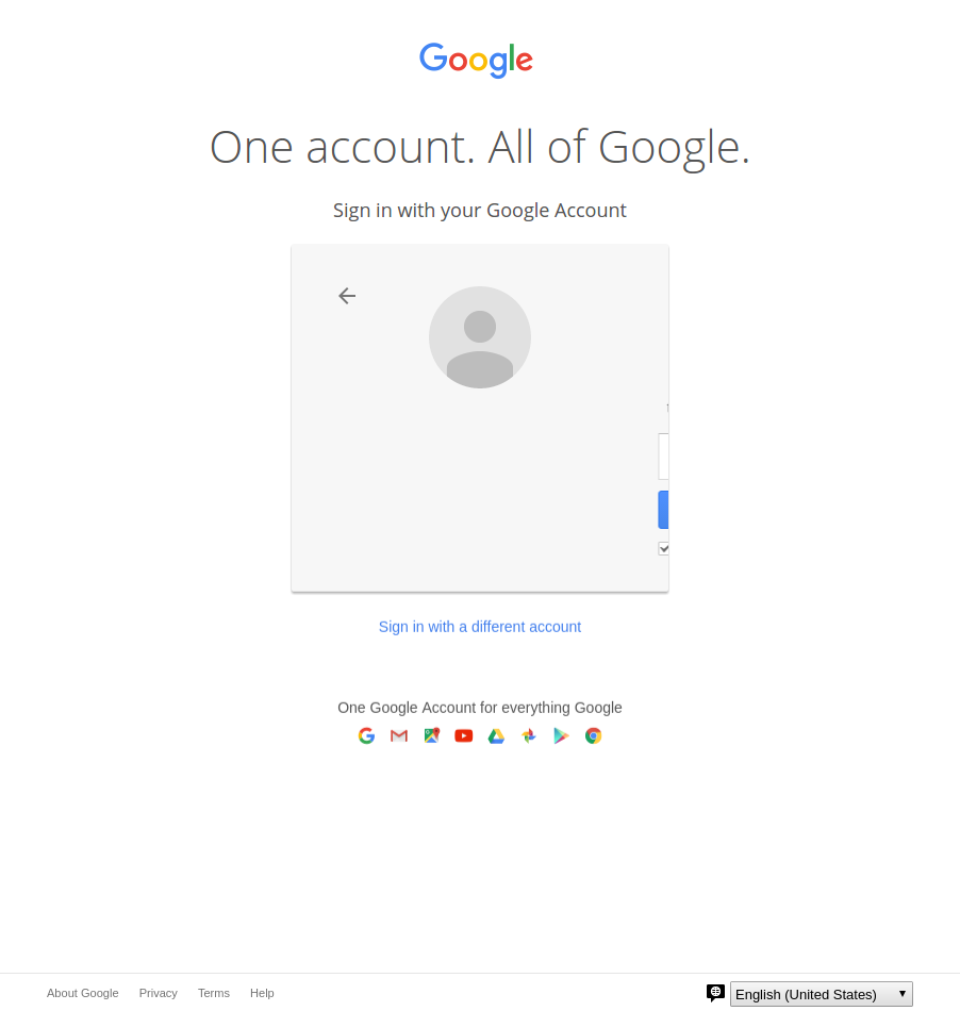 Google
One account. All of Google.
Sign in with your Google Account
Sign in with a different account
One Google Account for everything Google
About Google Privacy Terms Help English (United States)